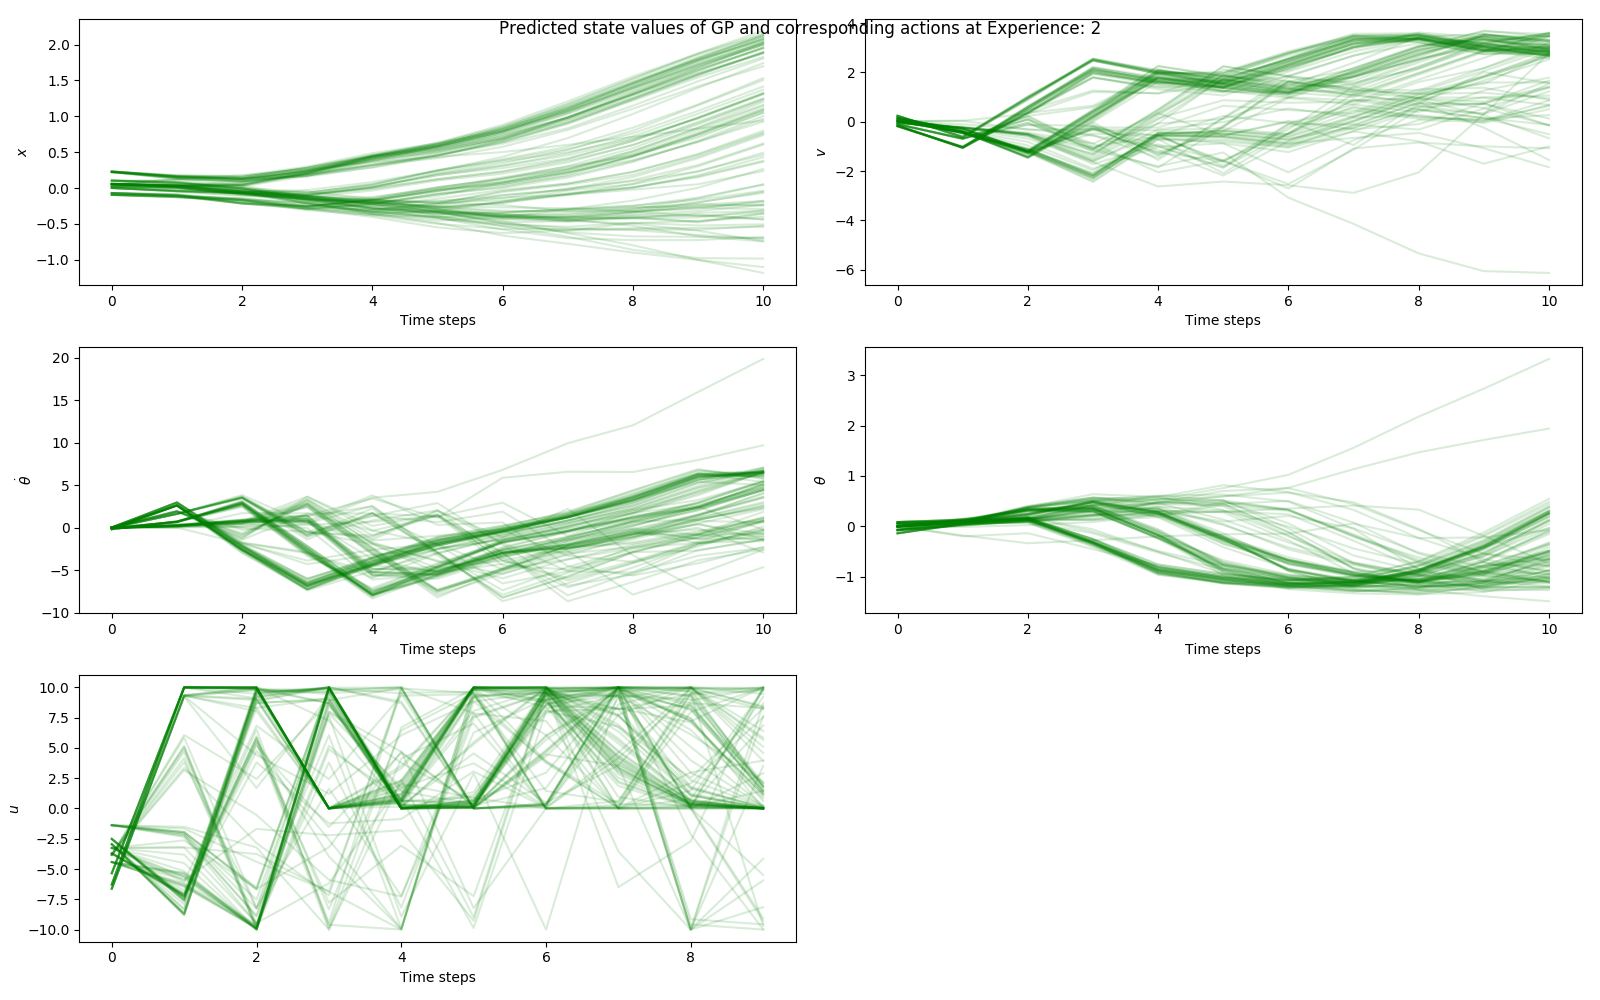 Predicted state values of GP and corresponding actions at Experience: 2
2.0
1.5
1.0
0.5
0.0
−0.5
−1.0
x
0 2 4 6 8 10
Time steps
4
2
0
−2
−4
−6
v
0 2 4 6 8 10
Time steps
20
15
10
5
0
−5
−10
θ̇
0 2 4 6 8 10
Time steps
3
2
1
0
−1
θ
0 2 4 6 8 10
Time steps
10.0
7.5
5.0
2.5
0.0
−2.5
−5.0
−7.5
−10.0
u
0 2 4 6 8
Time steps